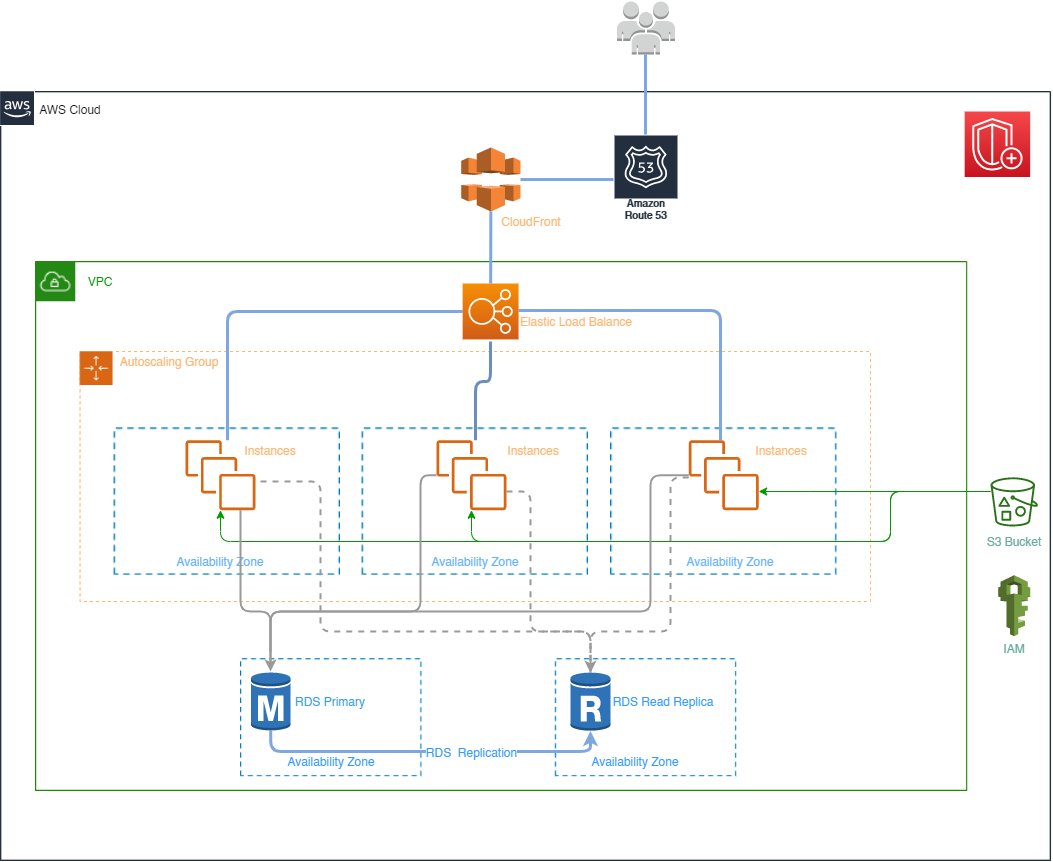 aws
AWS Cloud
53
Amazon
Route 53
CloudFront
VPC
Elastic Load Balance
Autoscaling Group
Instances
Instances
Instances
Availability Zone
Availability Zone
Availability Zone
S3 Bucket
IAM
M
RDS Primary
R
RDS Read Replica
RDS  Replication
Availability Zone
Availability Zone